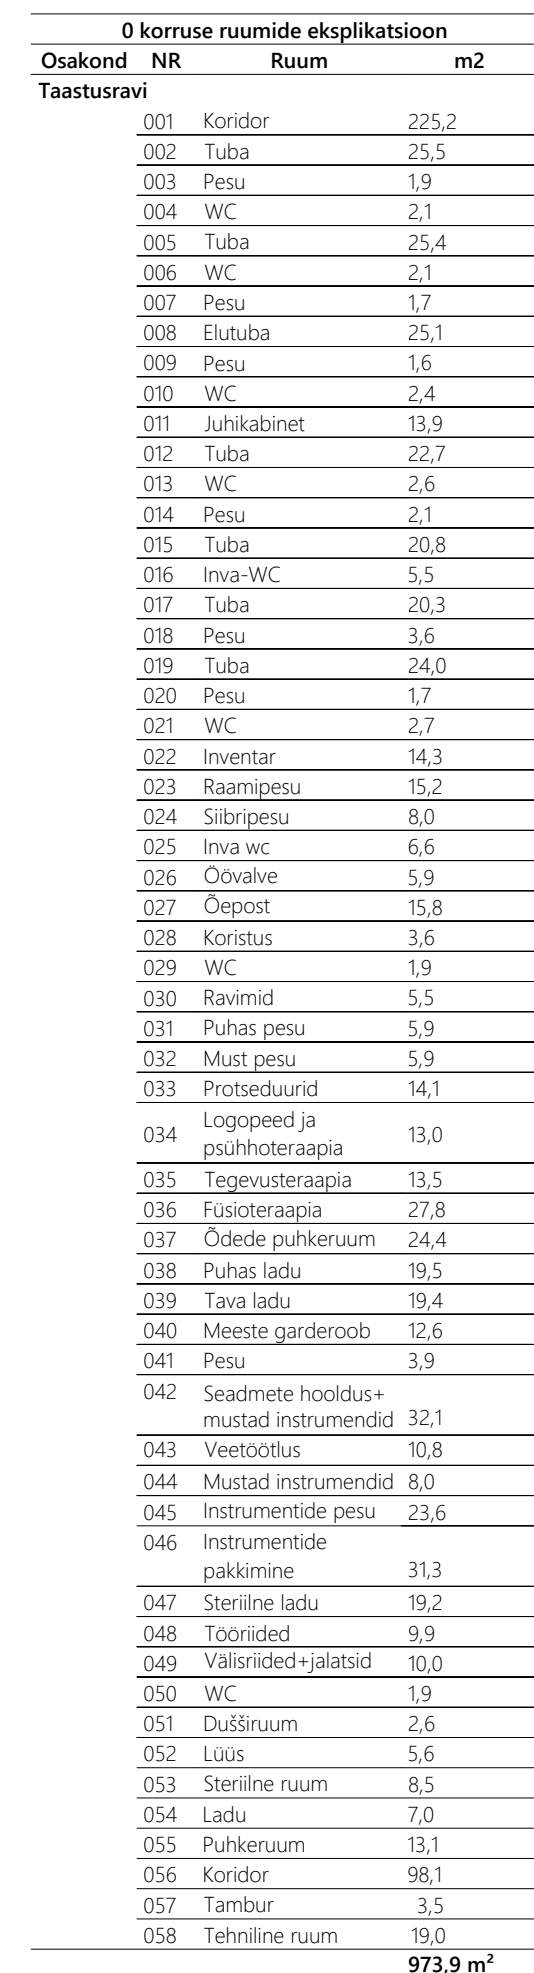 0 korruse ruumide eksplikatsioon
Osakond NR Ruum m2
Taastusravi
001 Koridor 225,2
002 Tuba 25,5
003 Pesu 1,9
004 WC 2,1
005 Tuba 25,4
006 WC 2,1
007 Pesu 1,7
008 Elutuba 25,1
009 Pesu 1,6
010 WC 2,4
011 Juhikabinet 13,9
012 Tuba 22,7
013 WC 2,6
014 Pesu 2,1
015 Tuba 20,8
016 Inva-WC 5,5
017 Tuba 20,3
018 Pesu 3,6
019 Tuba 24,0
020 Pesu 1,7
021 WC 2,7
022 Inventar 14,3
023 Raamipesu 15,2
024 Siibripesu 8,0
025 Inva wc 6,6
026 Öövalve 5,9
027 Õepost 15,8
028 Koristus 3,6
029 WC 1,9
030 Ravimid 5,5
031 Puhas pesu 5,9
032 Must pesu 5,9
033 Protseduurid 14,1
Logopeed ja
034 psühhoteraapia 13,0
035 Tegevusteraapia 13,5
036 Füsioteraapia 27,8
037 Õdede puhkeruum 24,4
038 Puhas ladu 19,5
039 Tava ladu 19,4
040 Meeste garderoob 12,6
041 Pesu 3,9
042 Seadmete hooldus+
mustad instrumendid 32,1
043 Veetöötlus 10,8
044 Mustad instrumendid 8,0
045 Instrumentide pesu 23,6
046 Instrumentide
pakkimine 31,3
047 Steriilne ladu 19,2
048 Tööriided 9,9
049 Välisriided+jalatsid 10,0
050 WC 1,9
051 Dušširuum 2,6
052 Lüüs 5,6
053 Steriilne ruum 8,5
054 Ladu 7,0
055 Puhkeruum 13,1
056 Koridor 98,1
057 Tambur 3,5
058 Tehniline ruum 19,0
973,9 m²